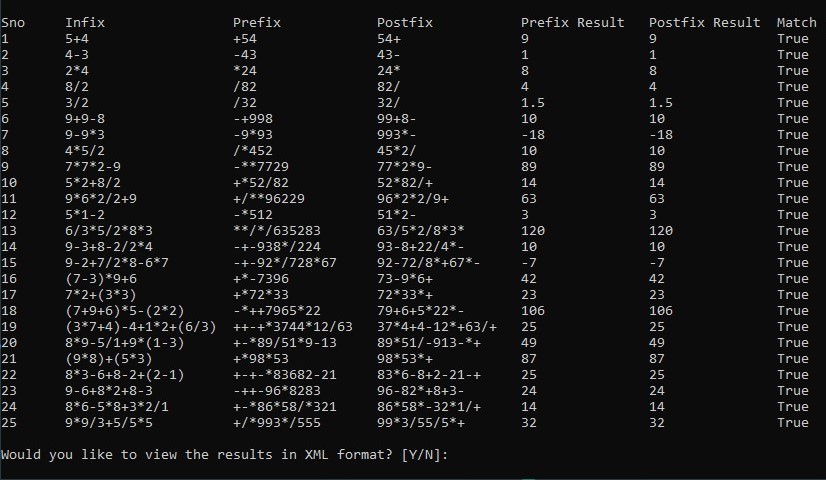 Sno Infix Prefix Postfix Prefix Result Postfix Result Match
1 5+4 +54 54+ 9 9 True
2 4-3 -43 43- 1 1 True
3 2*4 *24 24* 8 8 True
4 8/2 /82 82/ 4 4 True
5 3/2 /32 32/ 1.5 1.5 True
6 9+9-8 -+998 99+8- 10 10 True
7 9-9*3 -9*93 993*- -18 -18 True
8 4*5/2 /*452 45*2/ 10 10 True
9 7*7*2-9 -**7729 77*2*9- 89 89 True
10 5*2+8/2 +*52/82 52*82/+ 14 14 True
11 9*6*2/2+9 +/**96229 96*2*2/9+ 63 63 True
12 5*1-2 -*512 51*2- 3 3 True
13 6/3*5/2*8*3 **/*/635283 63/5*2/8*3* 120 120 True
14 9-3+8-2/2*4 -+-938*/224 93-8+22/4*- 10 10 True
15 9-2+7/2*8-6*7 -+-92*/728*67 92-72/8*+67*- -7 -7 True
16 (7-3)*9+6 +*-7396 73-9*6+ 42 42 True
17 7*2+(3*3) +*72*33 72*33*+ 23 23 True
18 (7+9+6)*5-(2*2) -*++7965*22 79+6+5*22*- 106 106 True
19 (3*7+4)-4+1*2+(6/3) ++-+*3744*12/63 37*4+4-12*+63/+ 25 25 True
20 8*9-5/1+9*(1-3) +-*89/51*9-13 89*51/-913-*+ 49 49 True
21 (9*8)+(5*3) +*98*53 98*53*+ 87 87 True
22 8*3-6+8-2+(2-1) +-+-*83682-21 83*6-8+2-21-+ 25 25 True
23 9-6+8*2+8-3 -++-96*8283 96-82*+8+3- 24 24 True
24 8*6-5*8+3*2/1 +-*86*58/*321 86*58*-32*1/+ 14 14 True
25 9*9/3+5/5*5 +/*993*/555 99*3/55/5*+ 32 32 True
Would you like to view the results in XML format? [Y/N]: